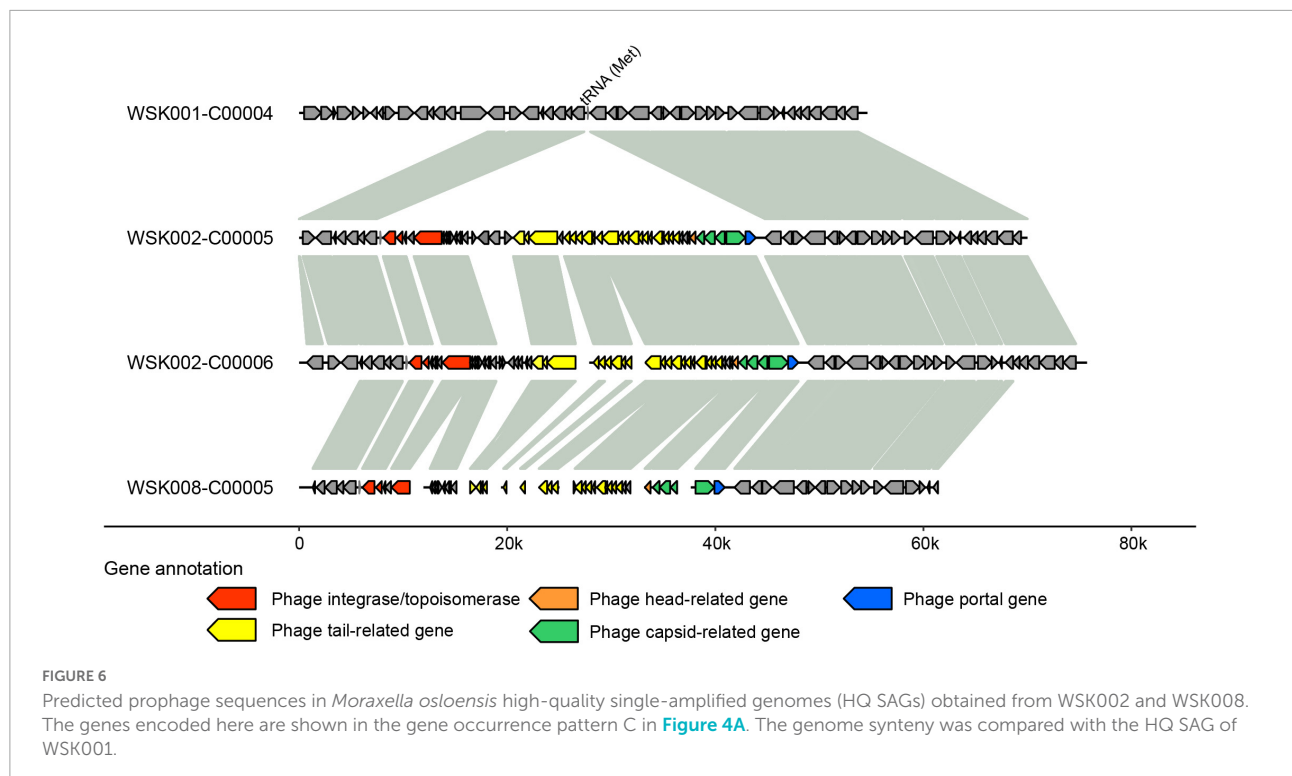 tRNA (Met)
WSK001-C00004
WSK002-C00005
WSK002-C00006
WSK008-C00005
0 20k 40k 60k 80k
Gene annotation
Phage integrase/topoisomerase Phage head-related gene Phage portal gene
Phage tail-related gene Phage capsid-related gene
FIGURE 6
Predicted prophage sequences in Moraxella osloensis high-quality single-amplified genomes (HQ SAGs) obtained from WSK002 and WSK008.
The genes encoded here are shown in the gene occurrence pattern C in Figure 4A. The genome synteny was compared with the HQ SAG of
WSK001.